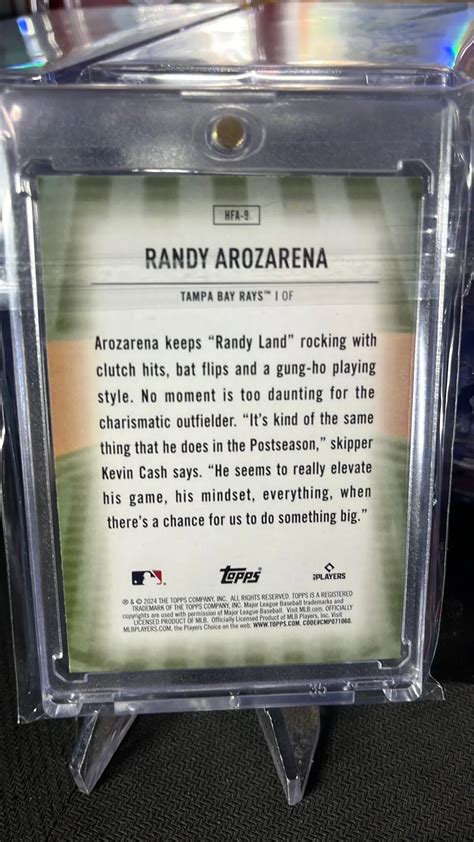 HFA-9
RANDY AROZARENA
TAMPA BAY RAYS™ | OF
Arozarena keeps “Randy Land” rocking with
clutch hits, bat flips and a gung-ho playing
style. No moment is too daunting for the
charismatic outfielder. “It’s kind of the same
thing that he does in the Postseason,” skipper
Kevin Cash says. “He seems to really elevate
his game, his mindset, everything, when
there’s a chance for us to do something big.”
Topps
PLAYERS
® & © 2024 THE TOPPS COMPANY, INC. ALL RIGHTS RESERVED. TOPPS IS A REGISTERED
TRADEMARK OF THE TOPPS COMPANY, INC. Major League Baseball trademarks and
copyrights are used with permission of Major League Baseball. Visit MLB.com. OFFICIALLY
LICENSED PRODUCT OF MLB. Officially Licensed Product of MLB Players, Inc. Visit
MLBPLAYERS.COM, the Players Choice on the web. WWW.TOPPS.COM. CODE#CMP071060.